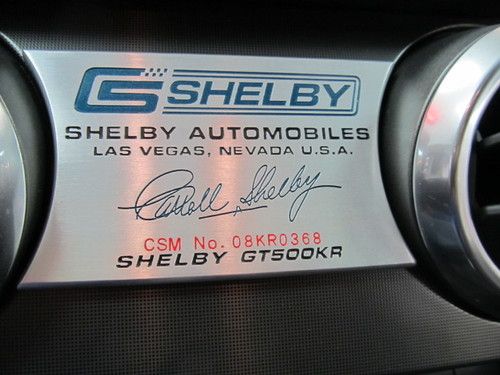 CS SHELBY
SHELBY AUTOMOBILES
LAS VEGAS, NEVADA U.S.A.
Carroll Shelby
CSM No. 08KR0368
SHELBY GT500KR